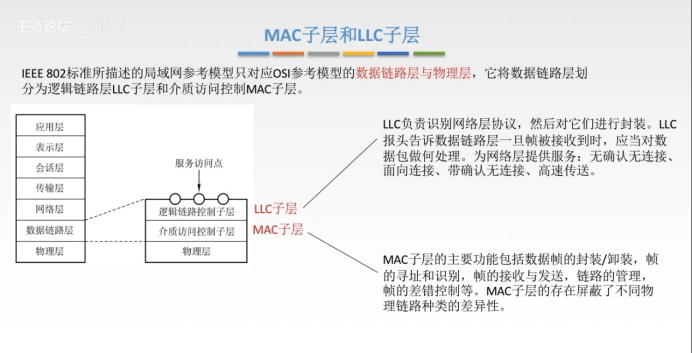 王道论坛
MAC子层和LLC子层
IEEE 802标准所描述的局域网参考模型只对应OSI参考模型的数据链路层与物理层，它将数据链路层划
分为逻辑链路层LLC子层和介质访问控制MAC子层。
应用层
表示层
会话层
传输层
网络层
数据链路层
物理层
服务访问点
逻辑链路控制子层
介质访问控制子层
物理层
LLC子层
MAC子层
LLC负责识别网络层协议，然后对它们进行封装。LLC
报头告诉数据链路层一旦帧被接收到时，应当对数
据包做何处理。为网络层提供服务：无确认无连接、
面向连接、带确认无连接、高速传送。
MAC子层的主要功能包括数据帧的封装/卸装，帧
的寻址和识别，帧的接收与发送，链路的管理，
帧的差错控制等。MAC子层的存在屏蔽了不同物
理链路种类的差异性。